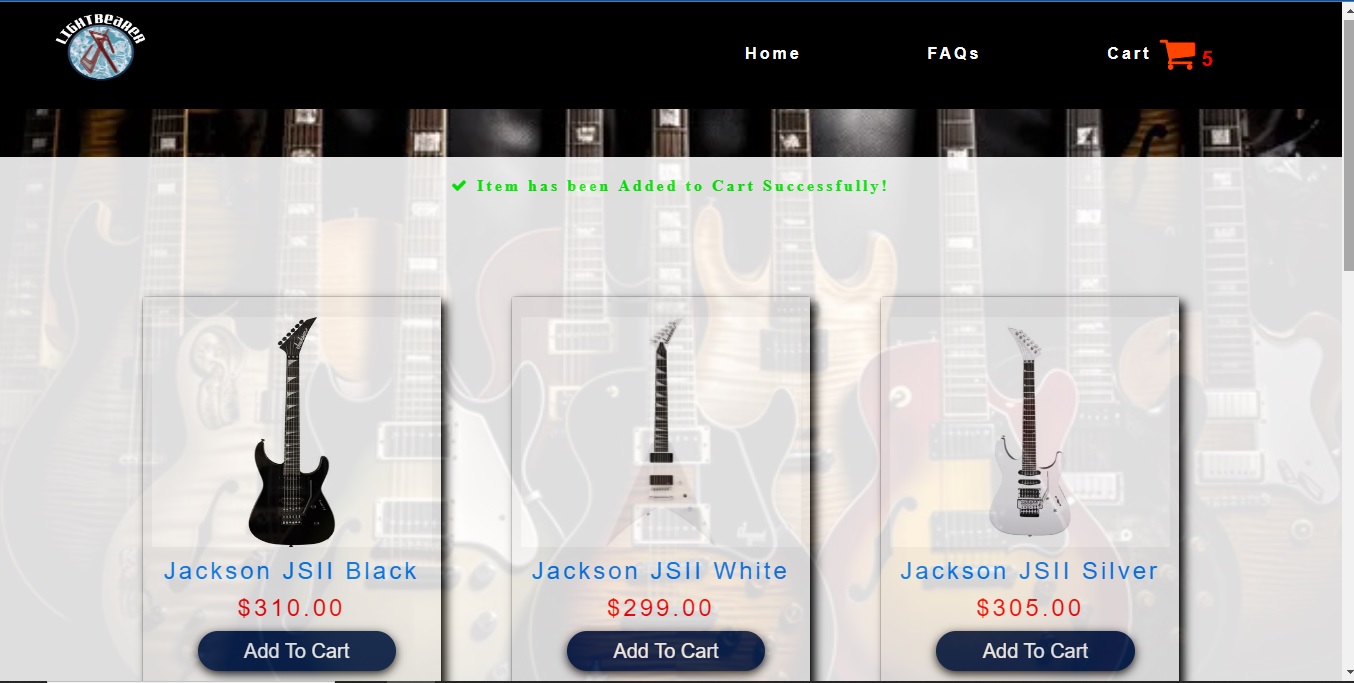 LIGHTBEARER
Home FAQs Cart 5
Item has been Added to Cart Successfully!
Jackson JSII Black Jackson JSII White Jackson JSII Silver
$310.00 $299.00 $305.00
Add To Cart Add To Cart Add To Cart